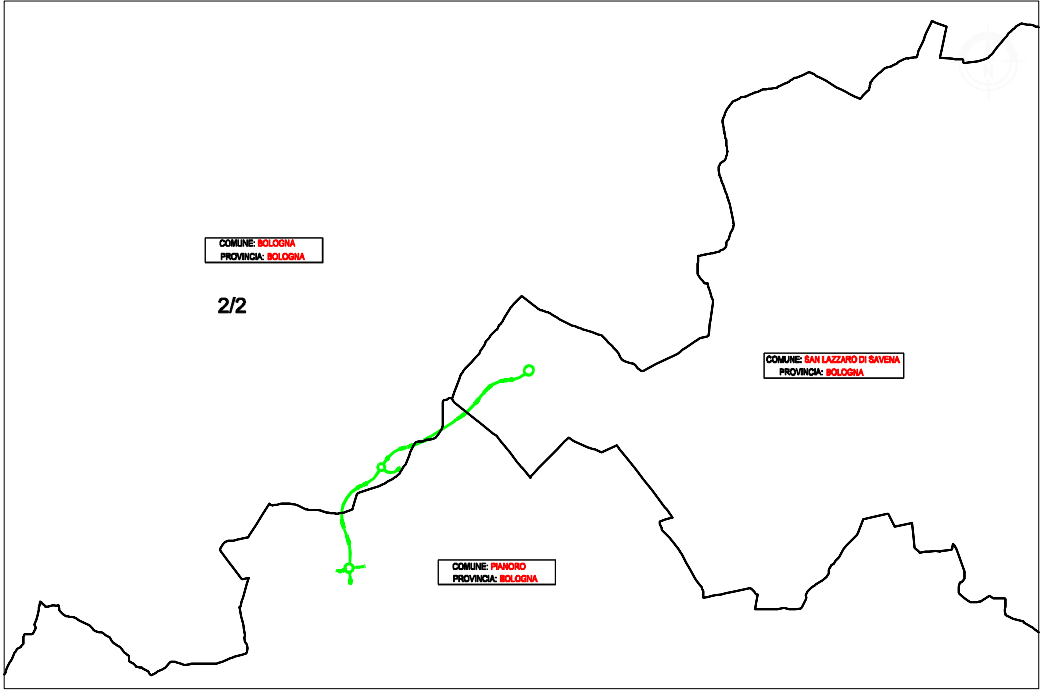 COMUNE: BOLOGNA
PROVINCIA: BOLOGNA
2/2
COMUNE: SAN LAZZARO DI SAVENA
PROVINCIA: BOLOGNA
COMUNE: PIANORO
PROVINCIA: BOLOGNA